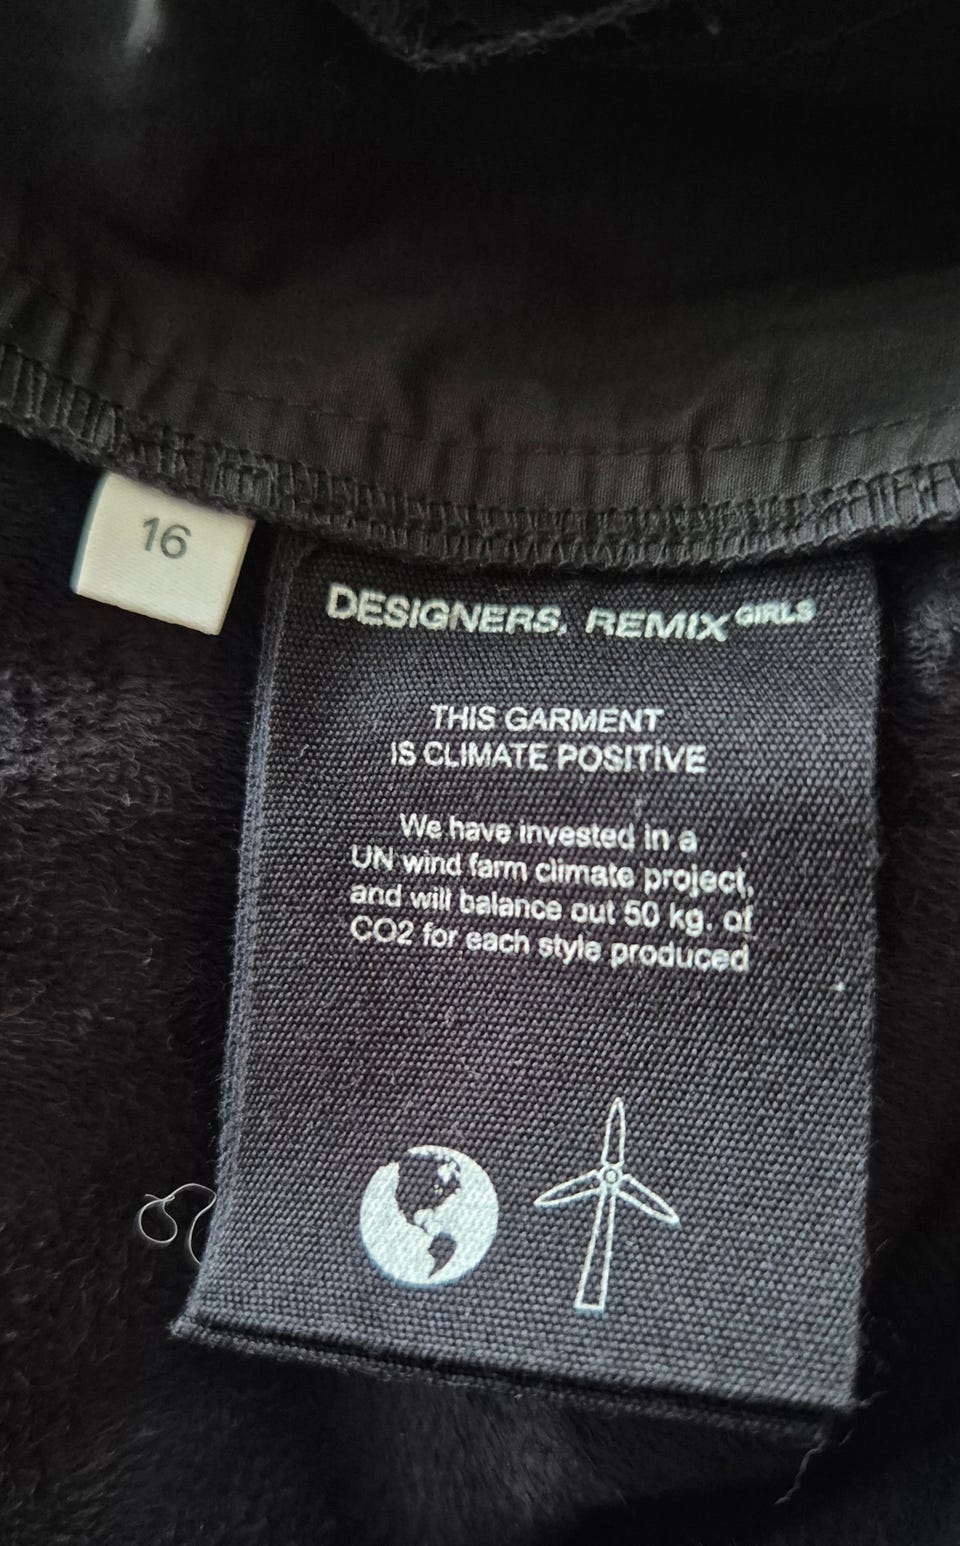 16
DESIGNERS, REMIX GIRLS
THIS GARMENT
IS CLIMATE POSITIVE
We have invested in a
UN wind farm climate project,
and will balance out 50 kg. of
CO2 for each style produced